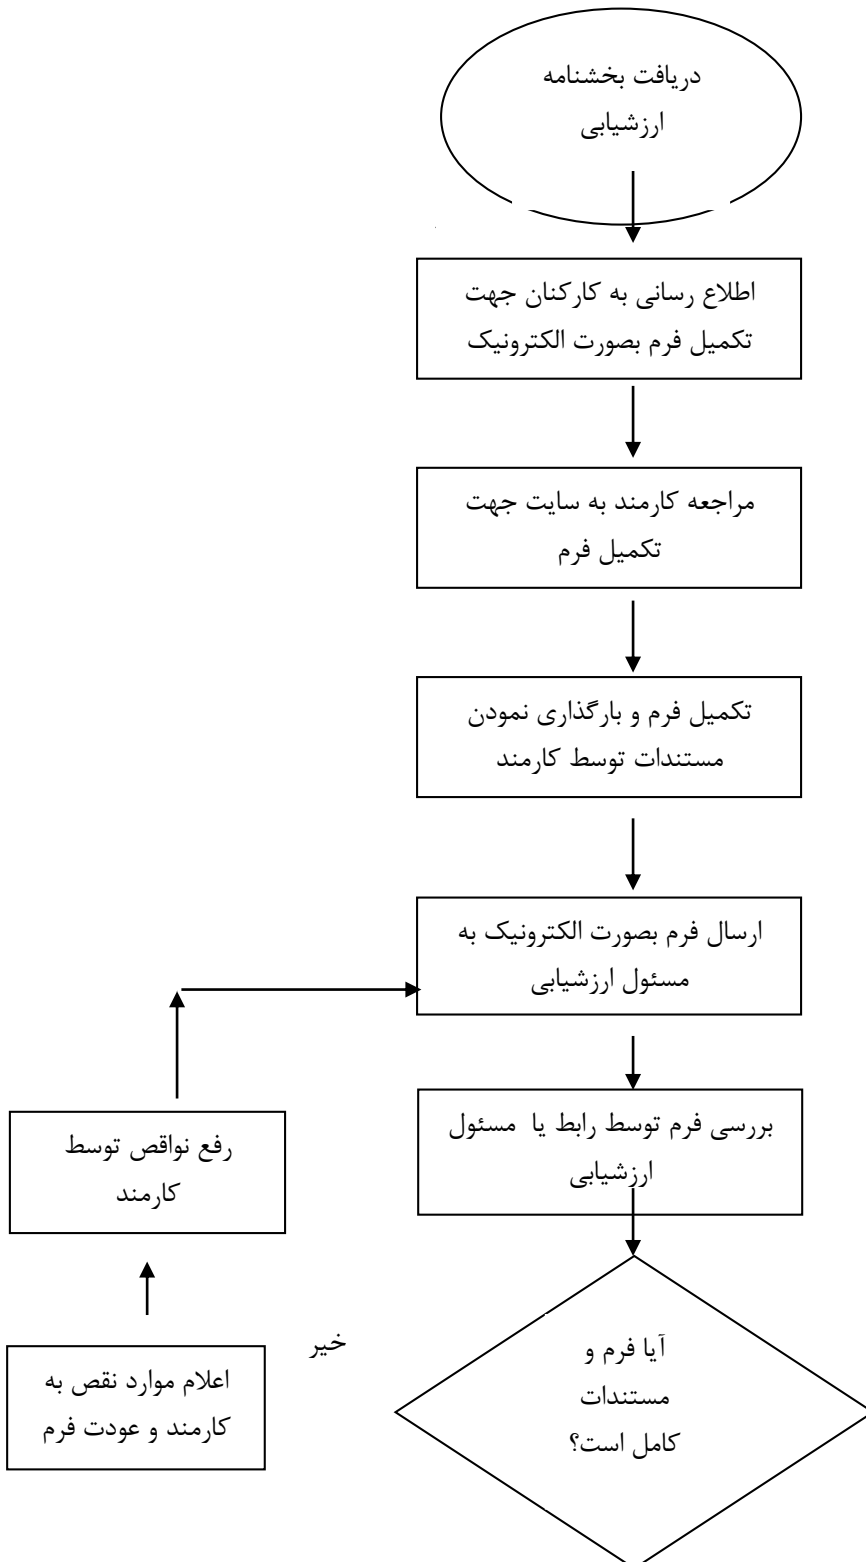 دریافت بخشنامه
ارزشیابی
اطلاع رسانی به کارکنان جهت
تکمیل فرم بصورت الکترونیک
مراجعه کارمند به سایت جهت
تکمیل فرم
تکمیل فرم و بارگذاری نمودن
مستندات توسط کارمند
ارسال فرم بصورت الکترونیک به
مسئول ارزشیابی
بررسی فرم توسط رابط یا مسئول
ارزشیابی
آیا فرم و
مستندات
کامل است؟
خیر
اعلام موارد نقص به
کارمند و عودت فرم
رفع نواقص توسط
کارمند